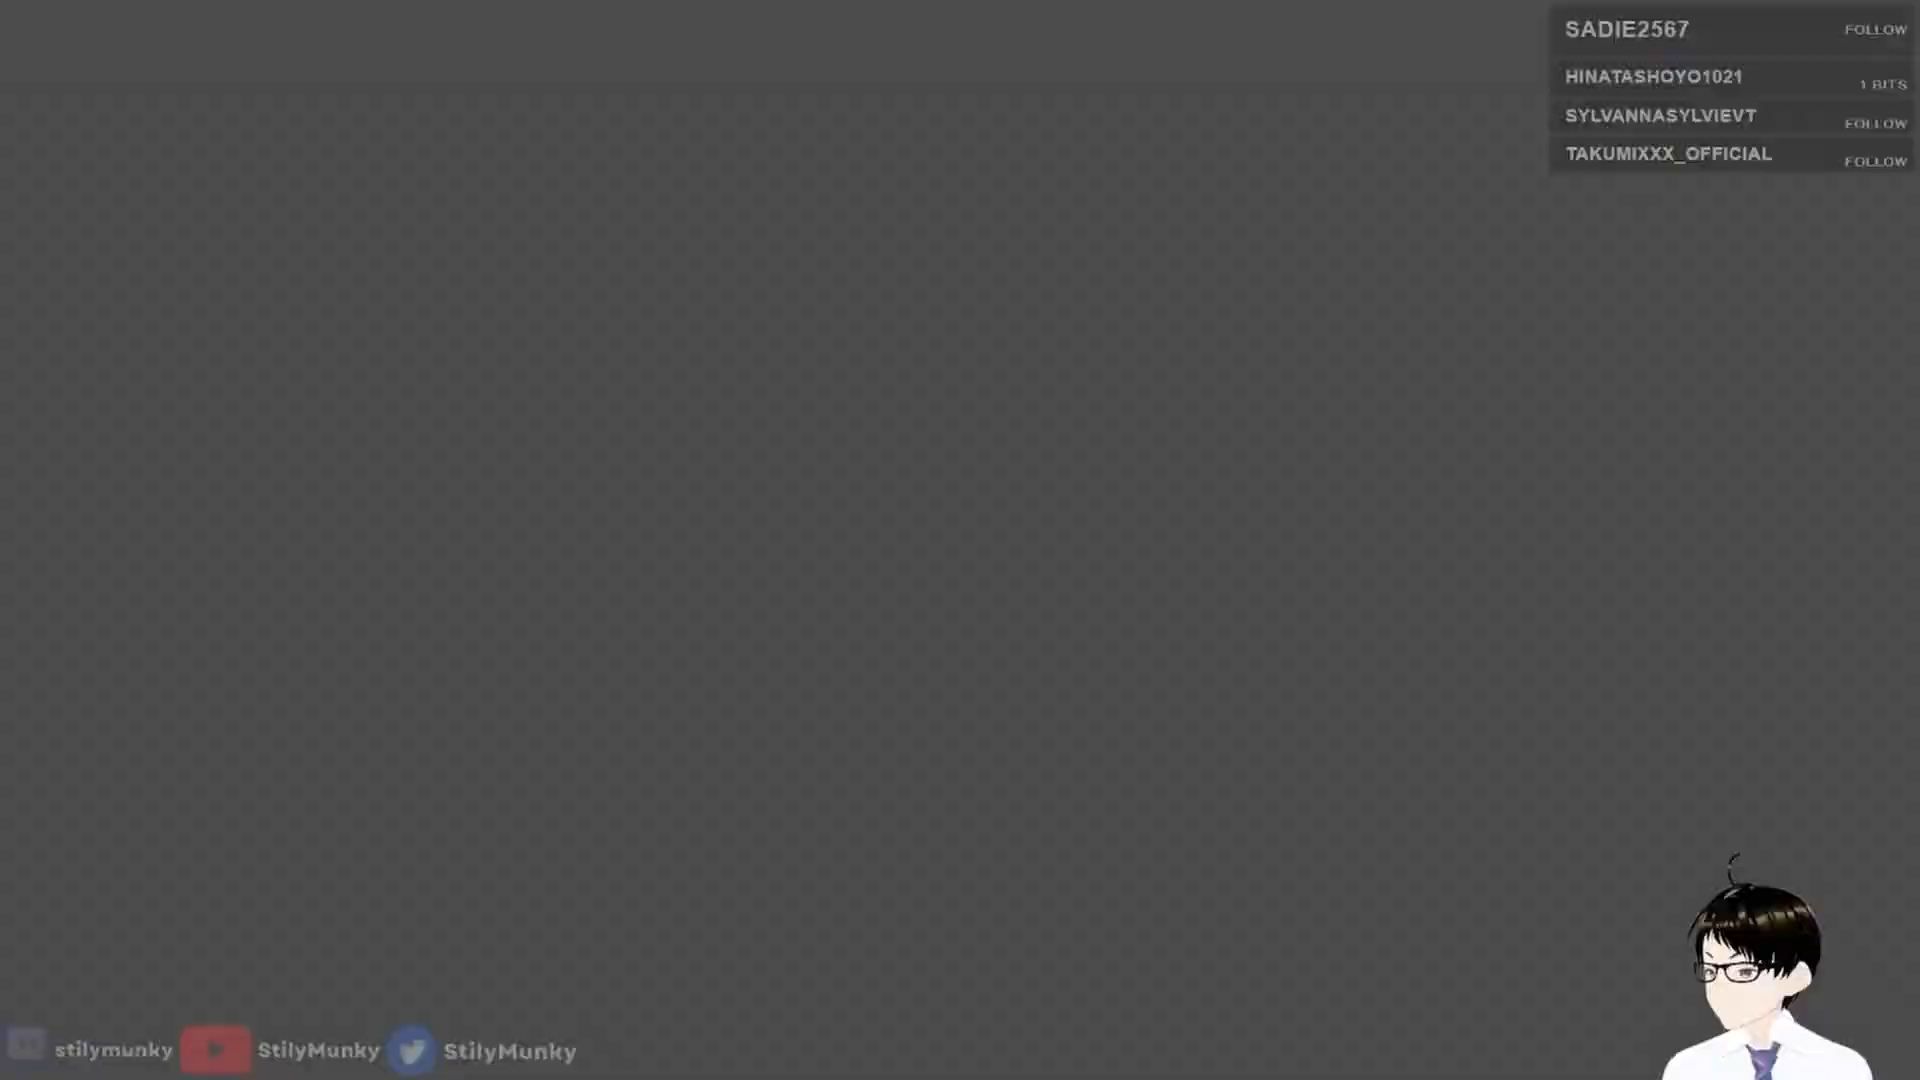 SADIE2567 FOLLOW
HINATASHOYO1021 1 BITS
SYLVANNASYLVIEVT FOLLOW
TAKUMIXXX_OFFICIAL FOLLOW
stilymunky StilyMunky StilyMunky